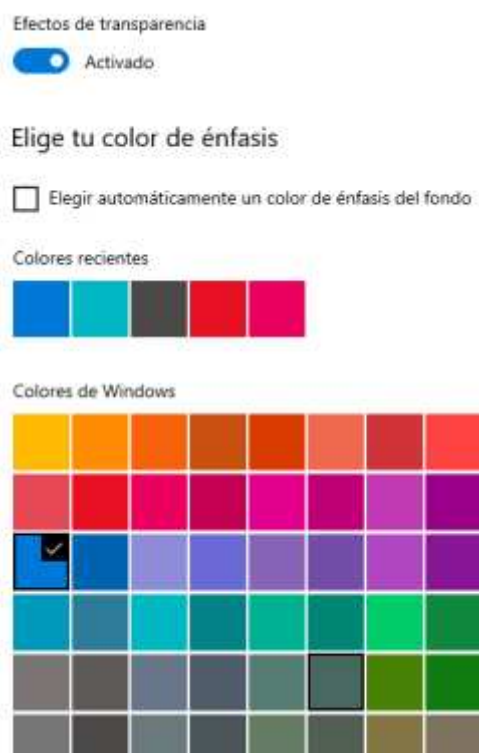 Efectos de transparencia
Activado
Elige tu color de énfasis
Elegir automáticamente un color de énfasis del fondo
Colores recientes
Colores de Windows